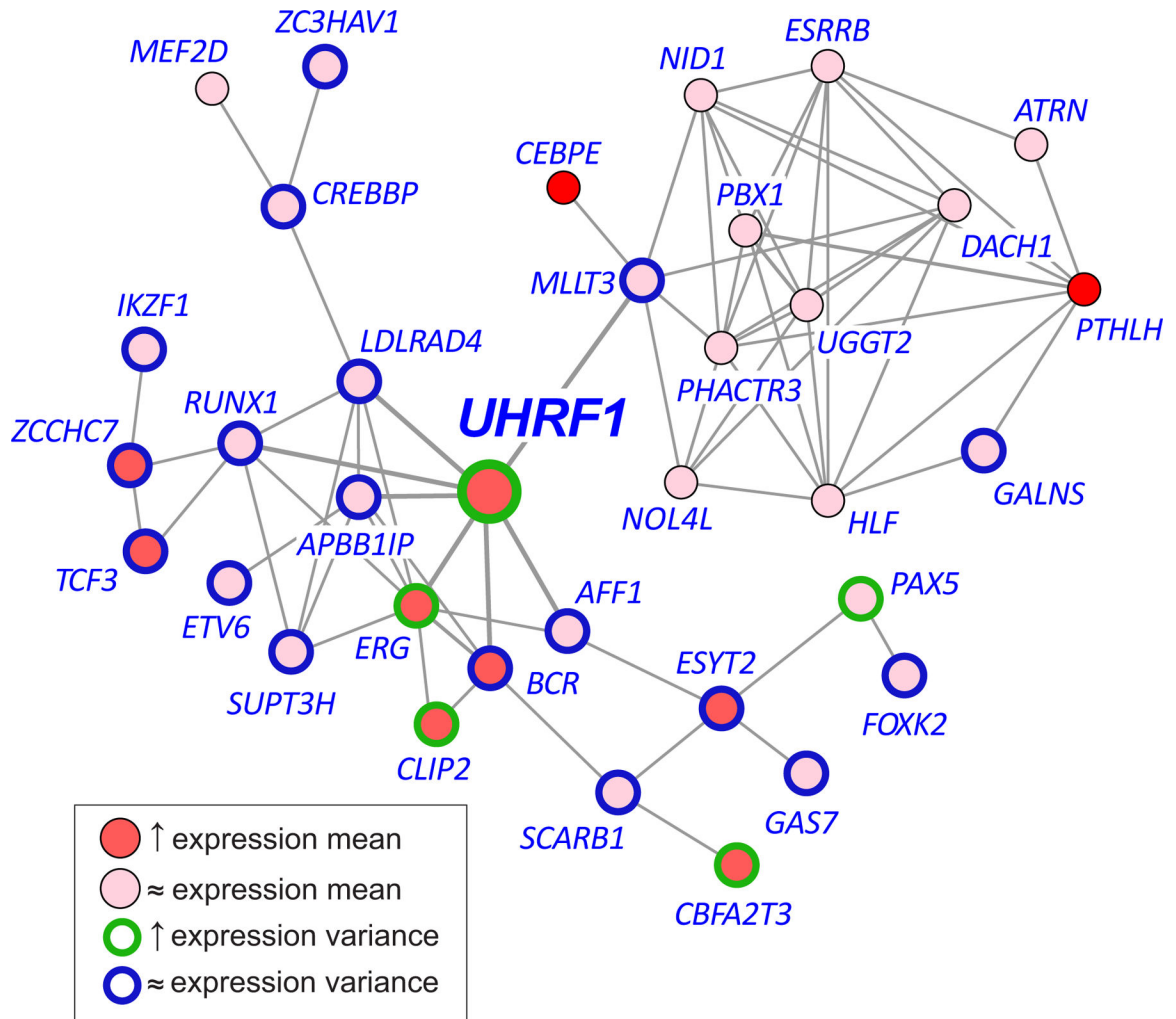 ZC3HAV1
MEF2D
ESRRB
NID1
ATRN
CEBPE
CREBBP
PBX1
DACH1
MLLT3
IKZF1
PTHLH
LDLRAD4
UGGT2
PHACTR3
RUNX1
UHRF1
ZCCHC7
GALNS
NOL4L
HLF
APBB1IP
TCF3
AFF1
PAX5
ETV6
ERG
ESYT2
BCR
SUPT3H
FOXK2
CLIP2
GAS7
SCARB1
CBFA2T3
↑ expression mean
≈ expression mean
↑ expression variance
≈ expression variance